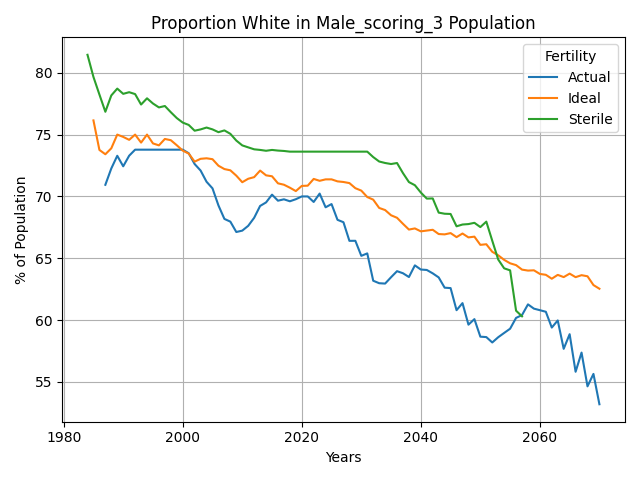 Proportion White in Male_scoring_3 Population
Fertility
Actual
Ideal
Sterile
% of Population
80
75
70
65
60
55
1980
2000
2020
2040
2060
Years